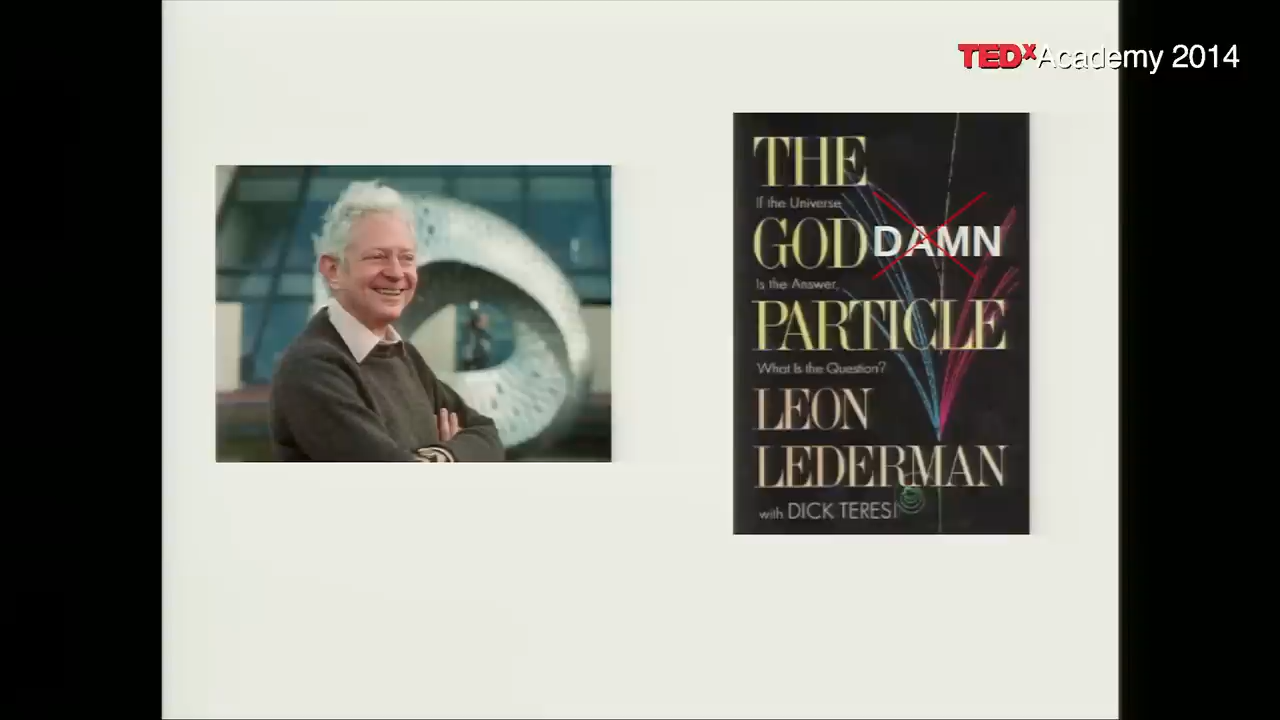 TEDxAcademy 2014
THE
If the Universe
GOD DAMN
Is the Answer,
PARTICLE
What Is the Question?
LEON
LEDERMAN
with DICK TERESI